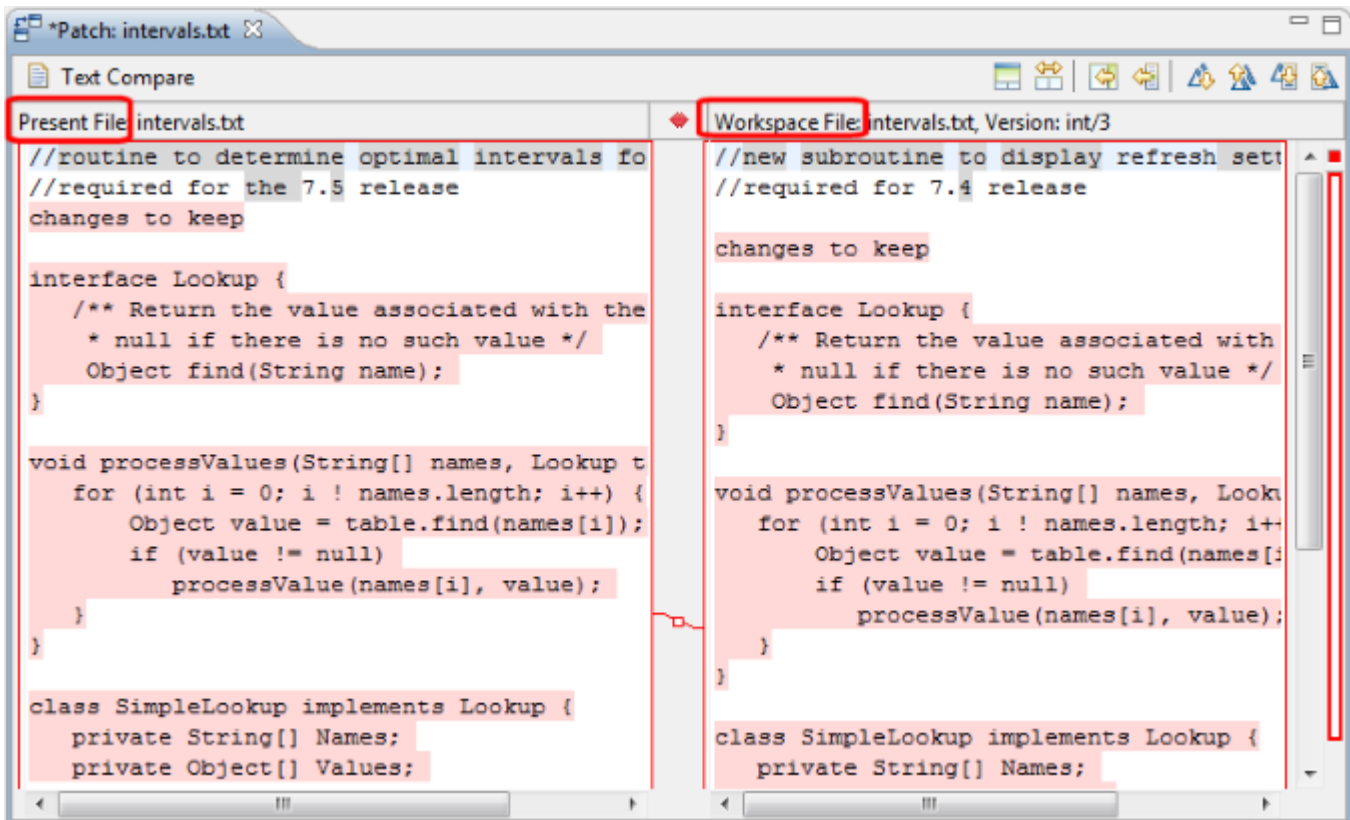 *Patch: intervals.txt
Text Compare
Present File: intervals.txt
//routine to determine optimal intervals fo
//required for the 7.5 release
changes to keep
interface Lookup {
/** Return the value associated with the
* null if there is no such value */
Object find(String name);
}
void processValues(String[] names, Lookup t
for (int i = 0; i ! names.length; i++) {
Object value = table.find(names[i]);
if (value != null)
processValue(names[i], value);
}
}
class SimpleLookup implements Lookup {
private String[] Names;
private Object[] Values;
Workspace File: intervals.txt, Version: int/3
//new subroutine to display refresh sett
//required for 7.4 release
changes to keep
interface Lookup {
/** Return the value associated with
* null if there is no such value */
Object find(String name);
}
void processValues(String[] names, Looku
for (int i = 0; i ! names.length; i++
Object value = table.find(names[i
if (value != null)
processValue(names[i], value);
}
}
class SimpleLookup implements Lookup {
private String[] Names;